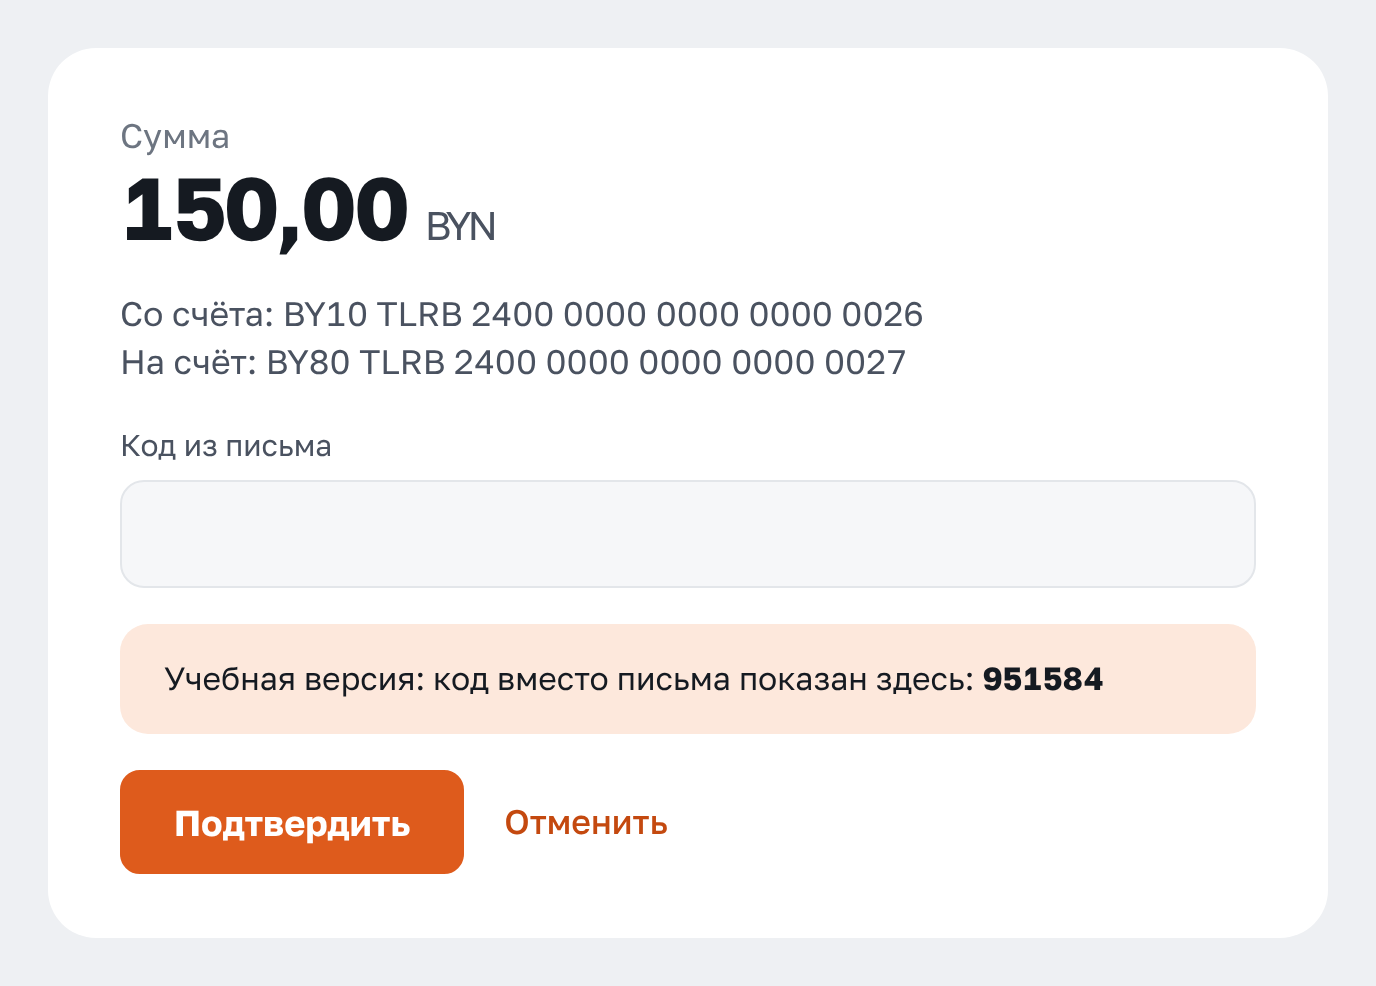 Сумма
150,00 BYN
Со счёта: BY10 TLRB 2400 0000 0000 0000 0026
На счёт: BY80 TLRB 2400 0000 0000 0000 0027
Код из письма
Учебная версия: код вместо письма показан здесь: 951584
Подтвердить Отменить